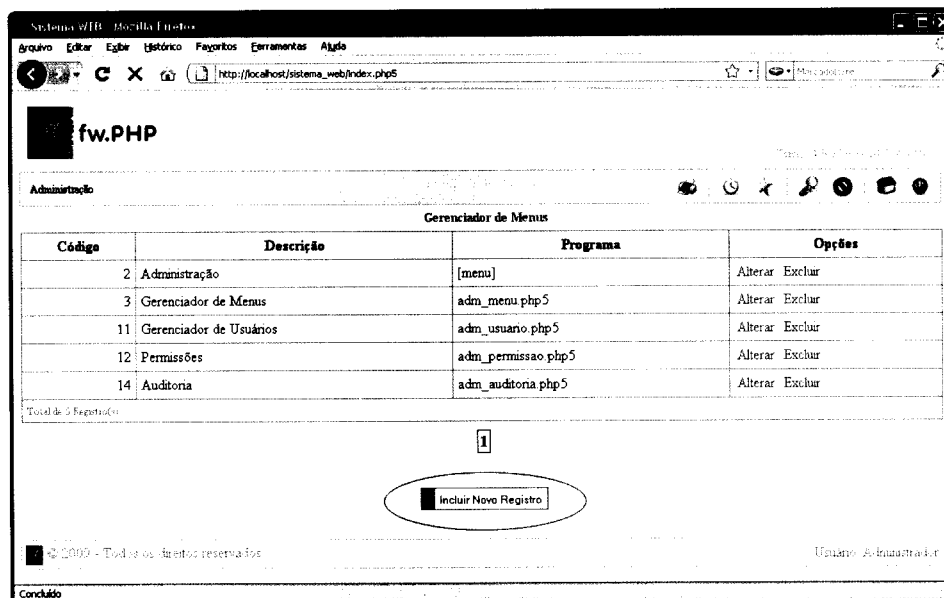 Sistema WEB - Mozilla Firefox
Arquivo Editar Exibir Histórico Favoritos Ferramentas Ajuda
http://localhost/sistema_web/index.php5
fw.PHP
Administração
Gerenciador de Menus
Código Descrição Programa Opções
2 Administração [menu] Alterar Excluir
3 Gerenciador de Menus adm_menu.php5 Alterar Excluir
11 Gerenciador de Usuários adm_usuario.php5 Alterar Excluir
12 Permissões adm_permissao.php5 Alterar Excluir
14 Auditoria adm_auditoria.php5 Alterar Excluir
Total de 5 Registro(s)
1
Incluir Novo Registro
© 2009 - Todos os direitos reservados Usuário: Administrador
Concluído